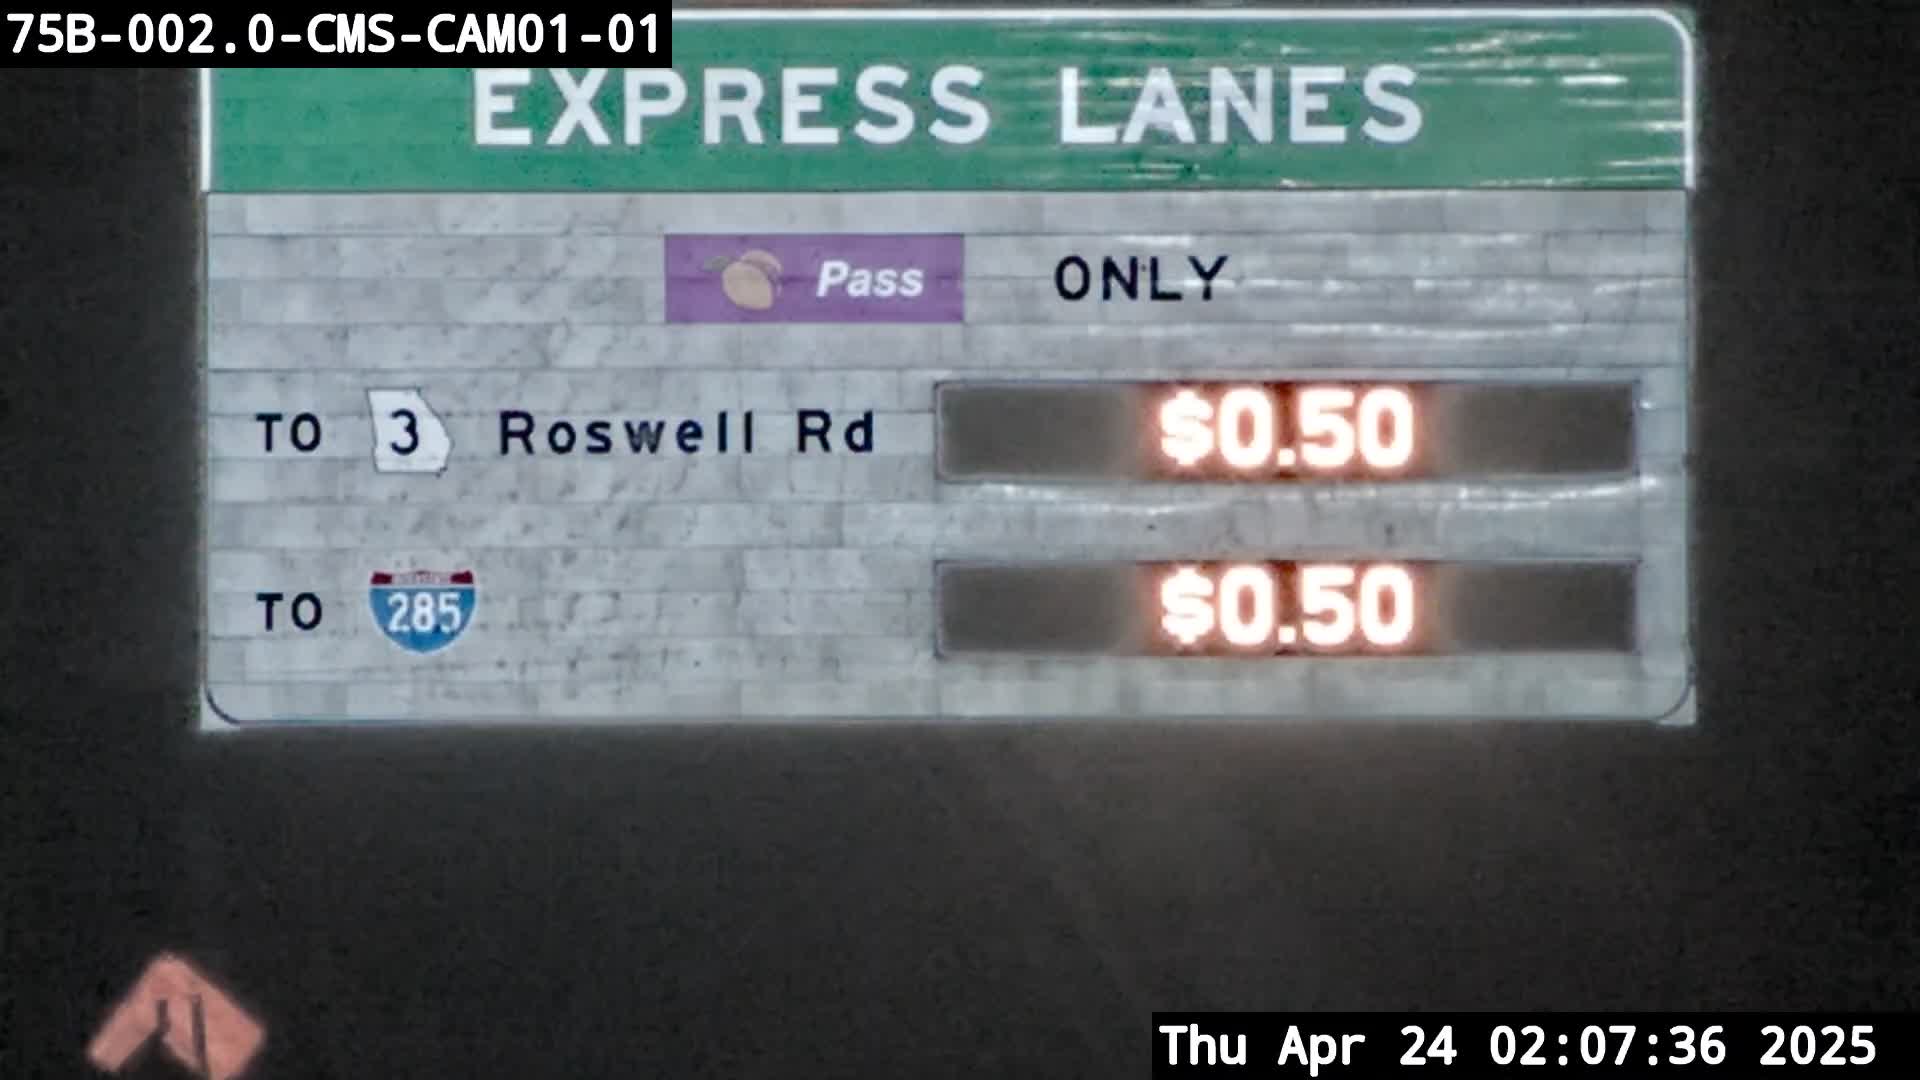 75B-002.0-CMS-CAM01-01
EXPRESS LANES
Pass ONLY
TO 3 Roswell Rd $0.50
TO 285 $0.50
Thu Apr 24 02:07:36 2025